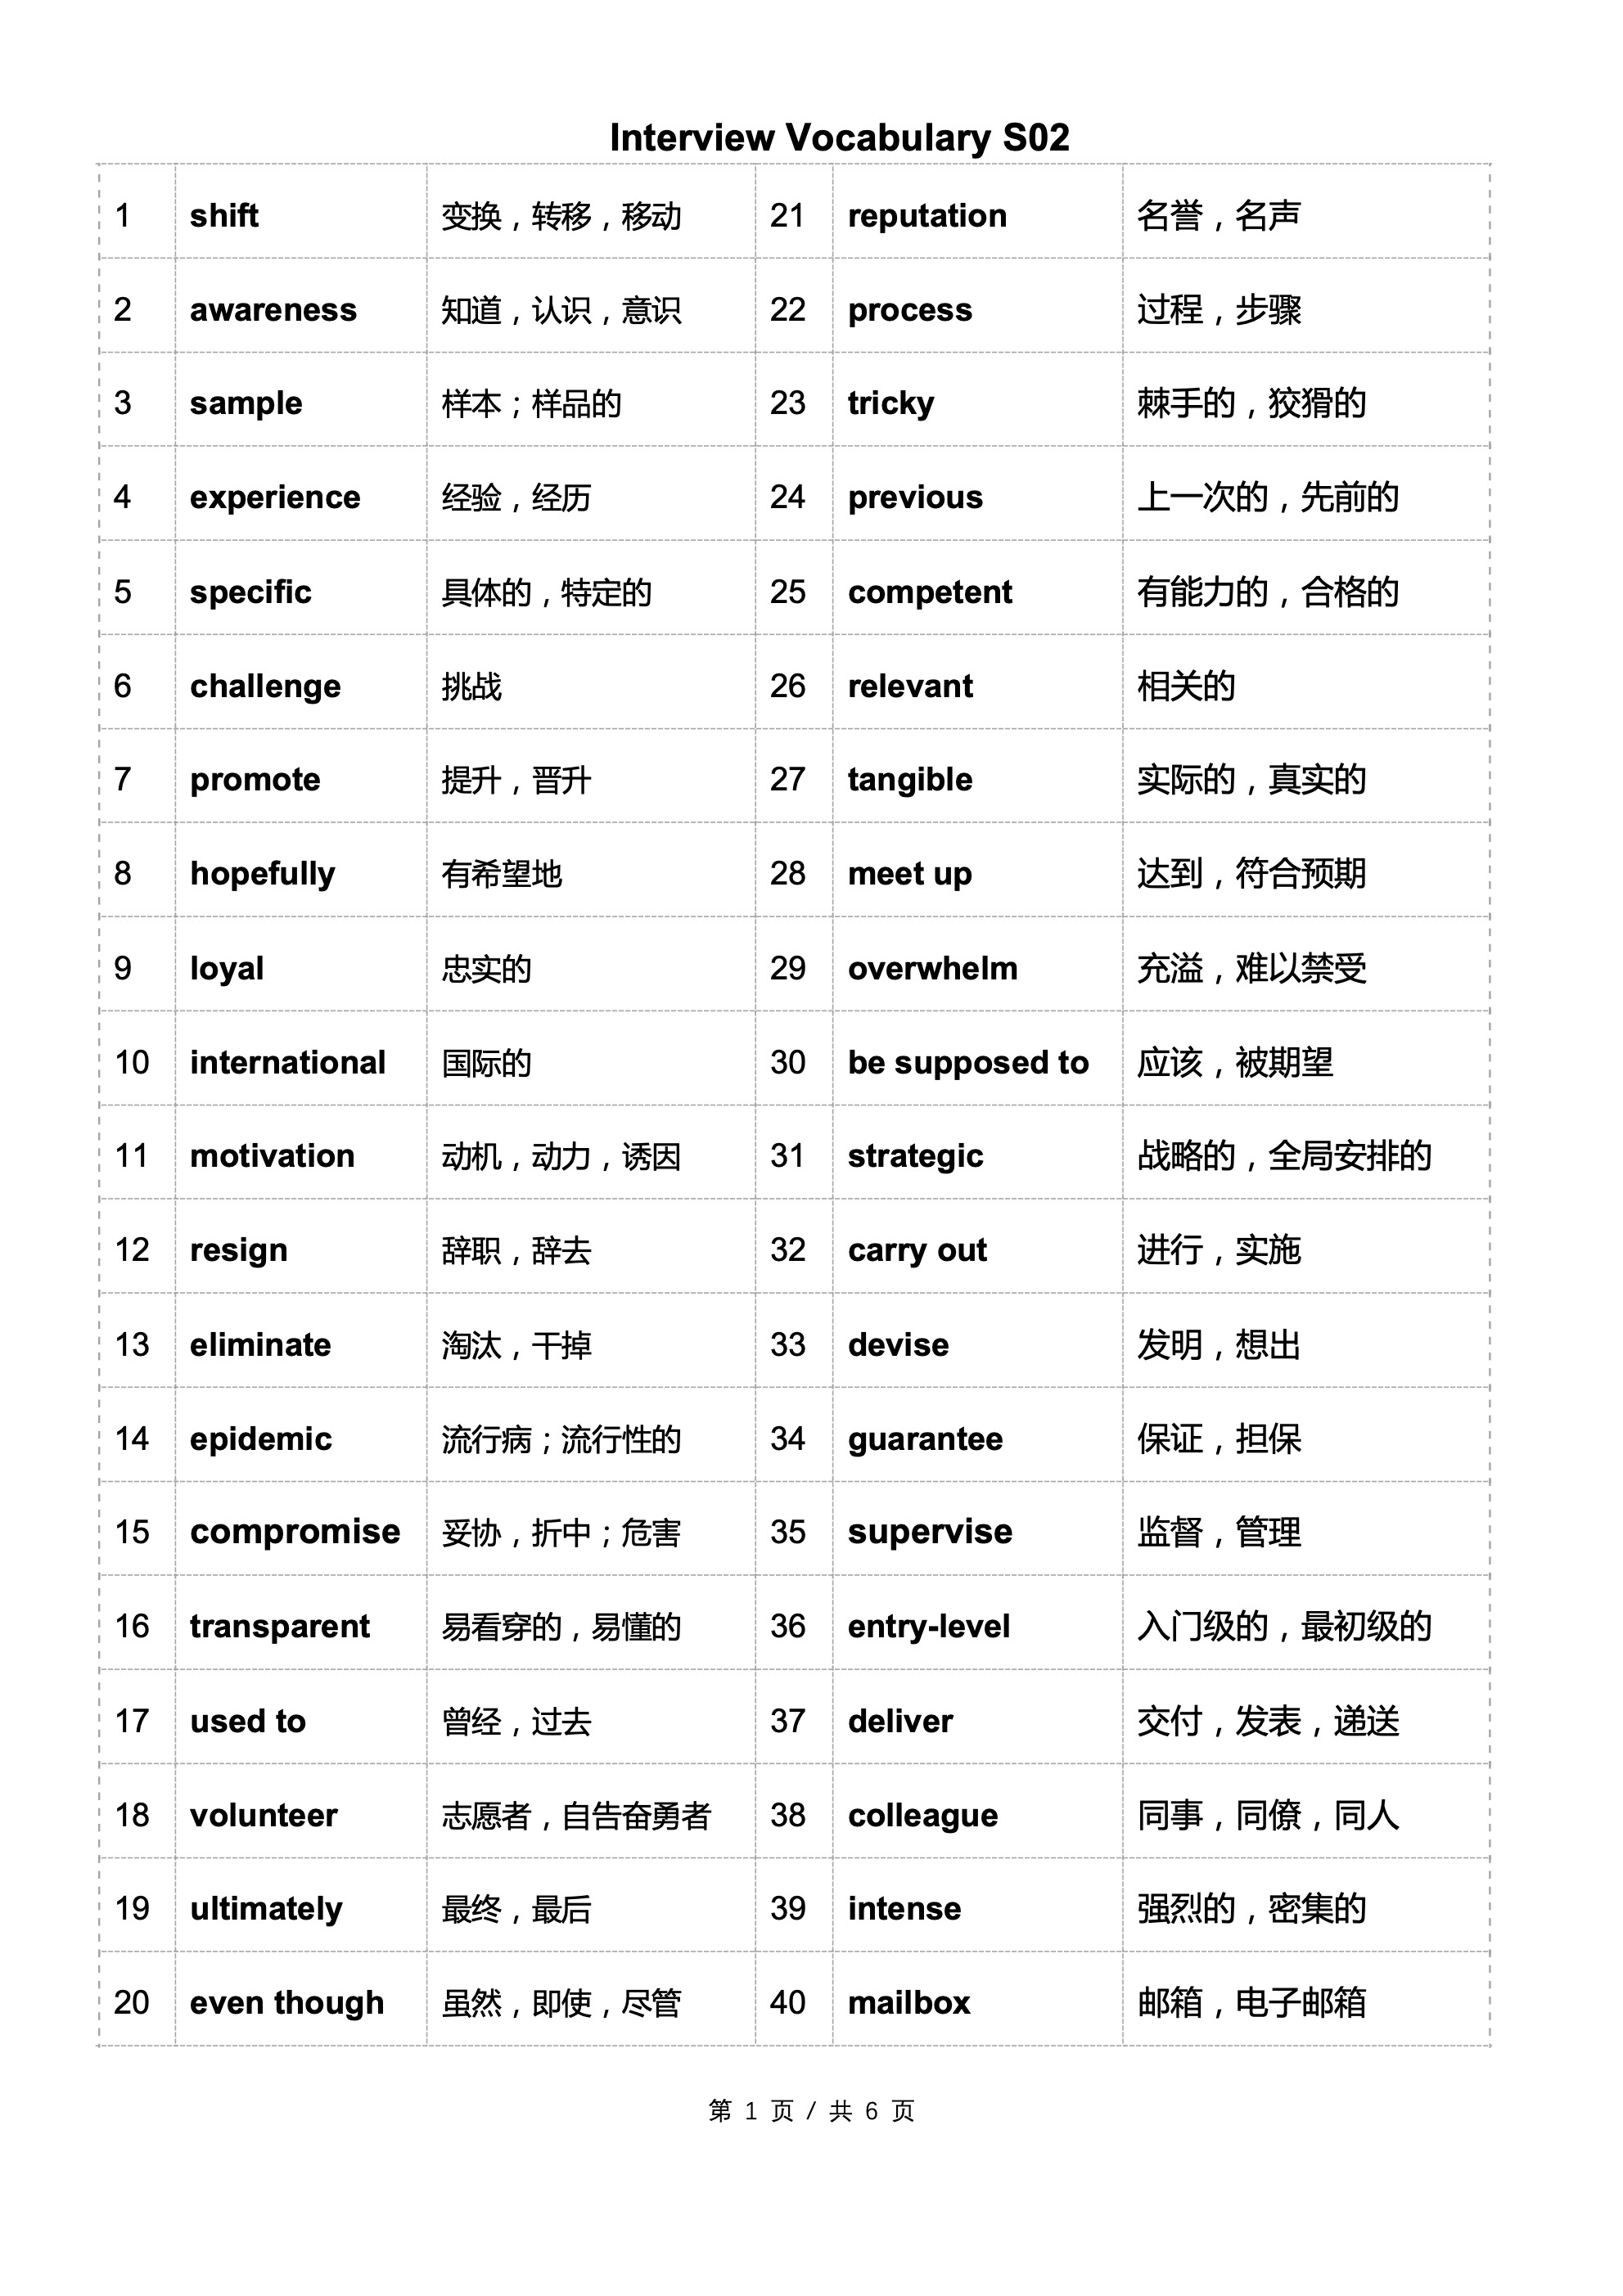 Interview Vocabulary S02
1 shift 变换，转移，移动 21 reputation 名誉，名声
2 awareness 知道，认识，意识 22 process 过程，步骤
3 sample 样本；样品的 23 tricky 棘手的，狡猾的
4 experience 经验，经历 24 previous 上一次的，先前的
5 specific 具体的，特定的 25 competent 有能力的，合格的
6 challenge 挑战 26 relevant 相关的
7 promote 提升，晋升 27 tangible 实际的，真实的
8 hopefully 有希望地 28 meet up 达到，符合预期
9 loyal 忠实的 29 overwhelm 充溢，难以禁受
10 international 国际的 30 be supposed to 应该，被期望
11 motivation 动机，动力，诱因 31 strategic 战略的，全局安排的
12 resign 辞职，辞去 32 carry out 进行，实施
13 eliminate 淘汰，干掉 33 devise 发明，想出
14 epidemic 流行病；流行性的 34 guarantee 保证，担保
15 compromise 妥协，折中；危害 35 supervise 监督，管理
16 transparent 易看穿的，易懂的 36 entry-level 入门级的，最初级的
17 used to 曾经，过去 37 deliver 交付，发表，递送
18 volunteer 志愿者，自告奋勇者 38 colleague 同事，同僚，同人
19 ultimately 最终，最后 39 intense 强烈的，密集的
20 even though 虽然，即使，尽管 40 mailbox 邮箱，电子邮箱
第 1 页 / 共 6 页